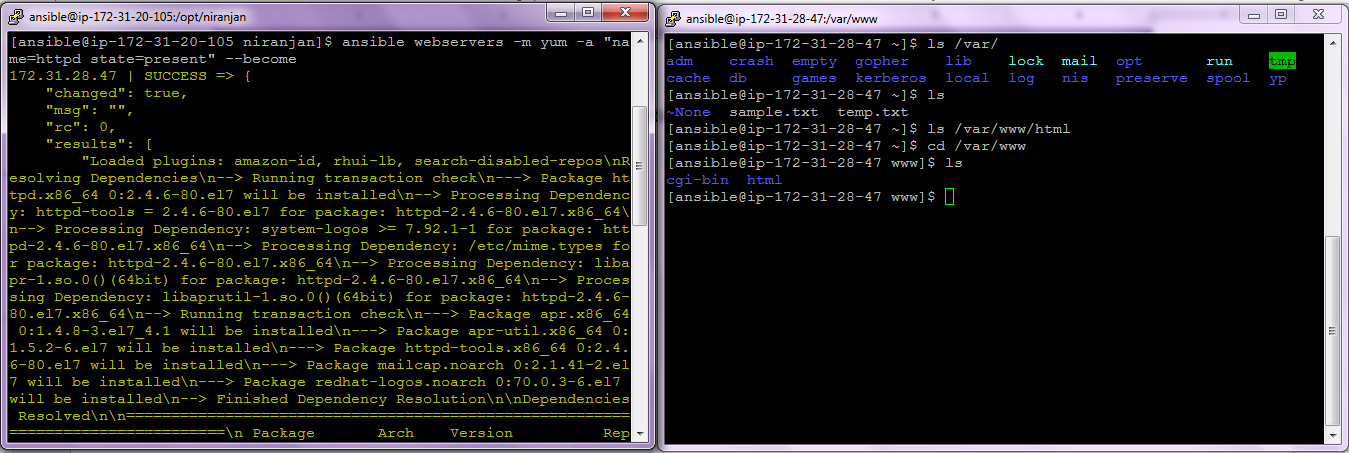 ansible@ip-172-31-20-105:/opt/niranjan
[ansible@ip-172-31-20-105 niranjan]$ ansible webservers -m yum -a "na
me=httpd state=present" --become
172.31.28.47 | SUCCESS => {
    "changed": true,
    "msg": "",
    "rc": 0,
    "results": [
        "Loaded plugins: amazon-id, rhui-lb, search-disabled-repos\nR
esolving Dependencies\n--> Running transaction check\n---> Package ht
tpd.x86_64 0:2.4.6-80.el7 will be installed\n--> Processing Dependenc
y: httpd-tools = 2.4.6-80.el7 for package: httpd-2.4.6-80.el7.x86_64\
n--> Processing Dependency: system-logos >= 7.92.1-1 for package: htt
pd-2.4.6-80.el7.x86_64\n--> Processing Dependency: /etc/mime.types fo
r package: httpd-2.4.6-80.el7.x86_64\n--> Processing Dependency: liba
pr-1.so.0()(64bit) for package: httpd-2.4.6-80.el7.x86_64\n--> Proces
sing Dependency: libaprutil-1.so.0()(64bit) for package: httpd-2.4.6-
80.el7.x86_64\n--> Running transaction check\n---> Package apr.x86_64
 0:1.4.8-3.el7_4.1 will be installed\n---> Package apr-util.x86_64 0:
1.5.2-6.el7 will be installed\n---> Package httpd-tools.x86_64 0:2.4.
6-80.el7 will be installed\n---> Package mailcap.noarch 0:2.1.41-2.el
7 will be installed\n---> Package redhat-logos.noarch 0:70.0.3-6.el7
will be installed\n--> Finished Dependency Resolution\n\nDependencies
 Resolved\n\n========================================================
========================\n Package       Arch    Version          Rep
ansible@ip-172-31-28-47:/var/www
[ansible@ip-172-31-28-47 ~]$ ls /var/
adm    crash  empty  gopher    lib    lock  mail  opt       run    tmp
cache  db     games  kerberos  local  log   nis   preserve  spool  yp
[ansible@ip-172-31-28-47 ~]$ ls
~None  sample.txt  temp.txt
[ansible@ip-172-31-28-47 ~]$ ls /var/www/html
[ansible@ip-172-31-28-47 ~]$ cd /var/www
[ansible@ip-172-31-28-47 www]$ ls
cgi-bin  html
[ansible@ip-172-31-28-47 www]$